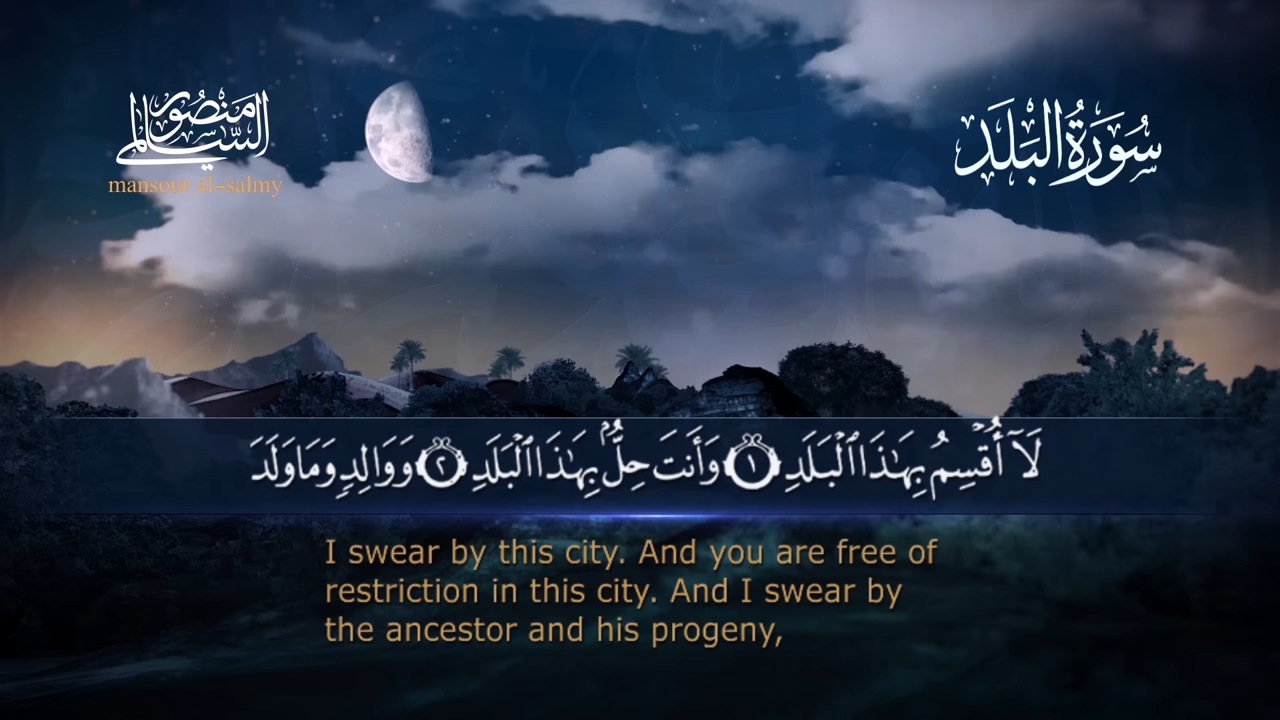 منصور السالمي
mansour al-salmy
سُورَةُ البَلَدِ
لَآ أُقْسِمُ بِهَٰذَا ٱلْبَلَدِ ١ وَأَنتَ حِلٌّۢ بِهَٰذَا ٱلْبَلَدِ ٢ وَوَالِدٍ وَمَا وَلَدَ
I swear by this city. And you are free of
restriction in this city. And I swear by
the ancestor and his progeny,